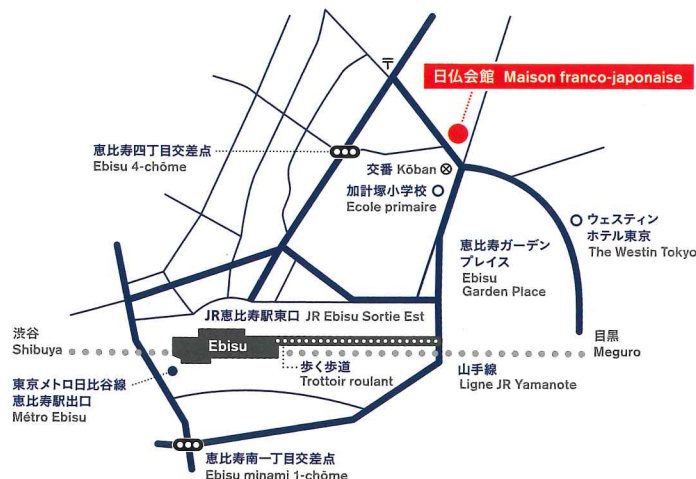 〒
日仏会館 Maison franco-japonaise
恵比寿四丁目交差点
Ebisu 4-chōme
交番 Kōban
加計塚小学校
Ecole primaire
ウェスティン
ホテル東京
The Westin Tokyo
恵比寿ガーデン
プレイス
Ebisu
Garden Place
JR恵比寿駅東口 JR Ebisu Sortie Est
渋谷
Shibuya
Ebisu
目黒
Meguro
歩く歩道
Trottoir roulant
山手線
Ligne JR Yamanote
東京メトロ日比谷線
恵比寿駅出口
Métro Ebisu
恵比寿南一丁目交差点
Ebisu minami 1-chōme